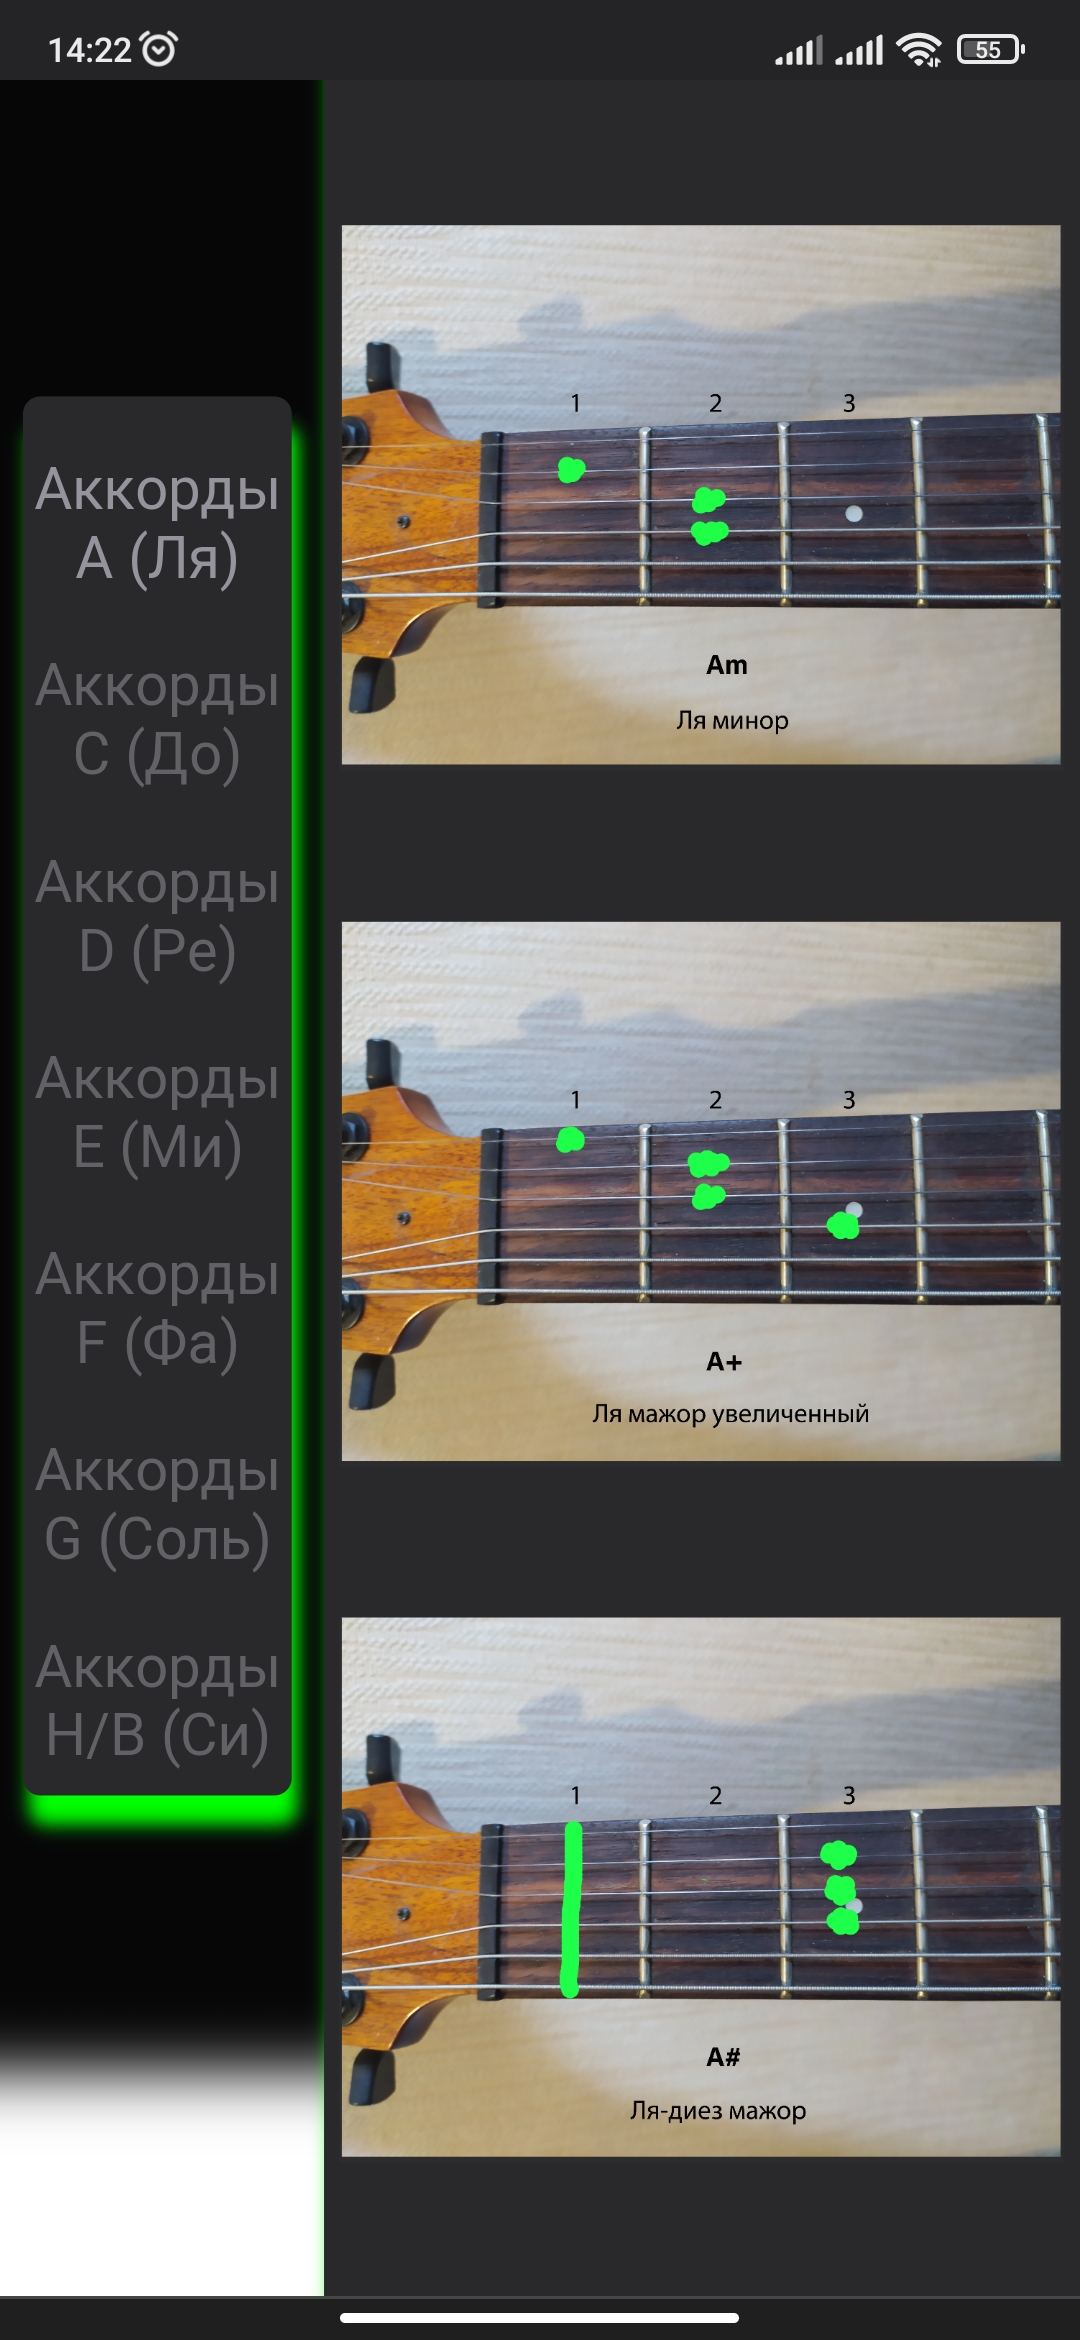 14:22
55
Аккорды
A (Ля)
Аккорды
C (До)
Аккорды
D (Ре)
Аккорды
E (Ми)
Аккорды
F (Фа)
Аккорды
G (Соль)
Аккорды
H/B (Си)
1 2 3
Am
Ля минор
1 2 3
A+
Ля мажор увеличенный
1 2 3
A#
Ля-диез мажор